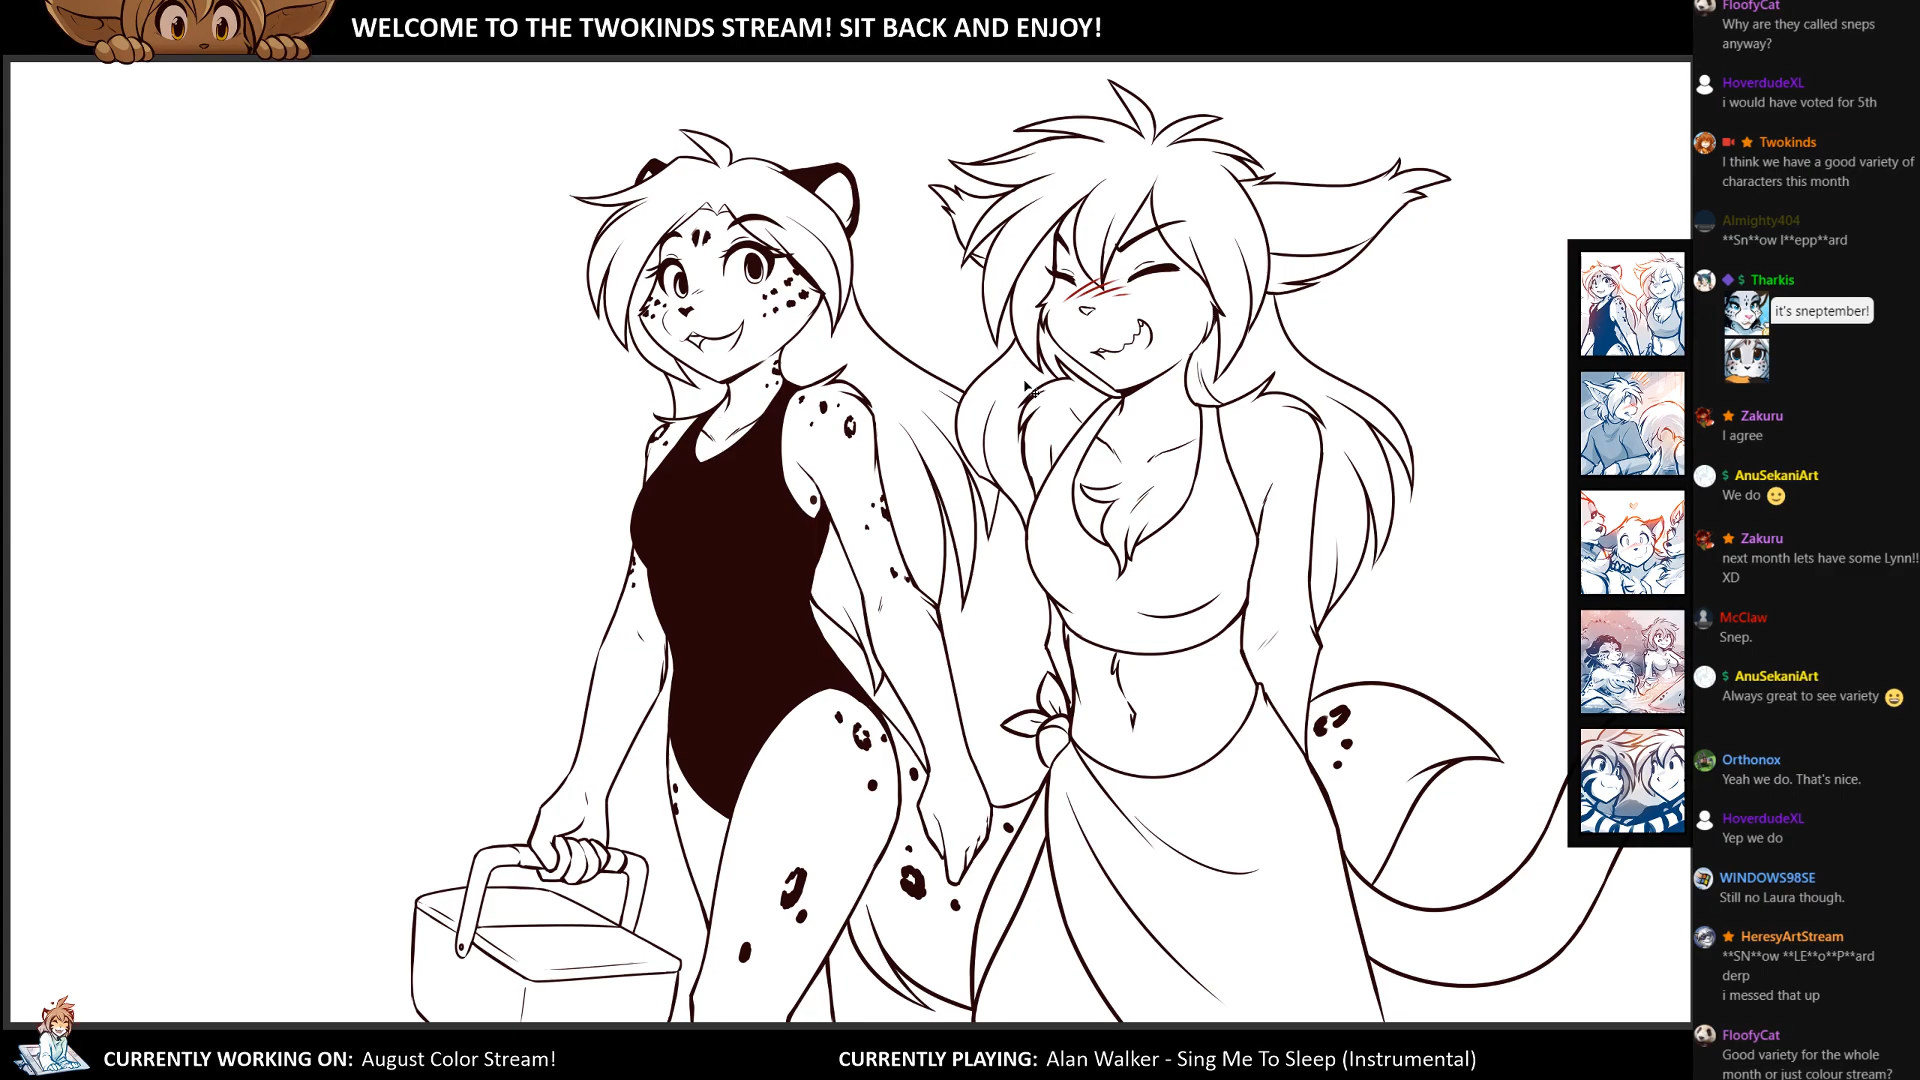 WELCOME TO THE TWOKINDS STREAM! SIT BACK AND ENJOY!
FloofyCat
Why are they called sneps
anyway?
HoverdudeXL
i would have voted for 5th
Twokinds
I think we have a good variety of
characters this month
Almighty404
**Sn**ow l**epp**ard
$ Tharkis
it's sneptember!
Zakuru
I agree
$ AnuSekaniArt
We do
Zakuru
next month lets have some Lynn!!
XD
McClaw
Snep.
$ AnuSekaniArt
Always great to see variety
Orthonox
Yeah we do. That's nice.
HoverdudeXL
Yep we do
WINDOWS98SE
Still no Laura though.
HeresyArtStream
**SN**ow **LE**o**P**ard
derp
i messed that up
FloofyCat
Good variety for the whole
month or just colour stream?
CURRENTLY WORKING ON: August Color Stream!
CURRENTLY PLAYING: Alan Walker - Sing Me To Sleep (Instrumental)